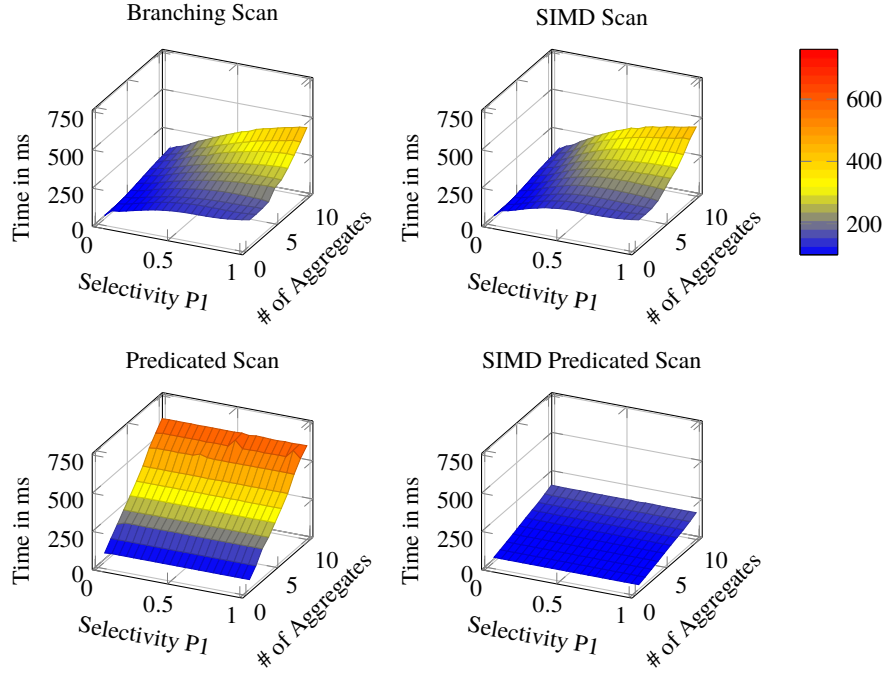 Branching Scan
750
500
250
0
Time in ms
0
0.5
1
Selectivity P1
0
5
10
# of Aggregates
SIMD Scan
750
500
250
0
Time in ms
0
0.5
1
Selectivity P1
0
5
10
# of Aggregates
600
400
200
Predicated Scan
750
500
250
0
Time in ms
0
0.5
1
Selectivity P1
0
5
10
# of Aggregates
SIMD Predicated Scan
750
500
250
0
Time in ms
0
0.5
1
Selectivity P1
0
5
10
# of Aggregates